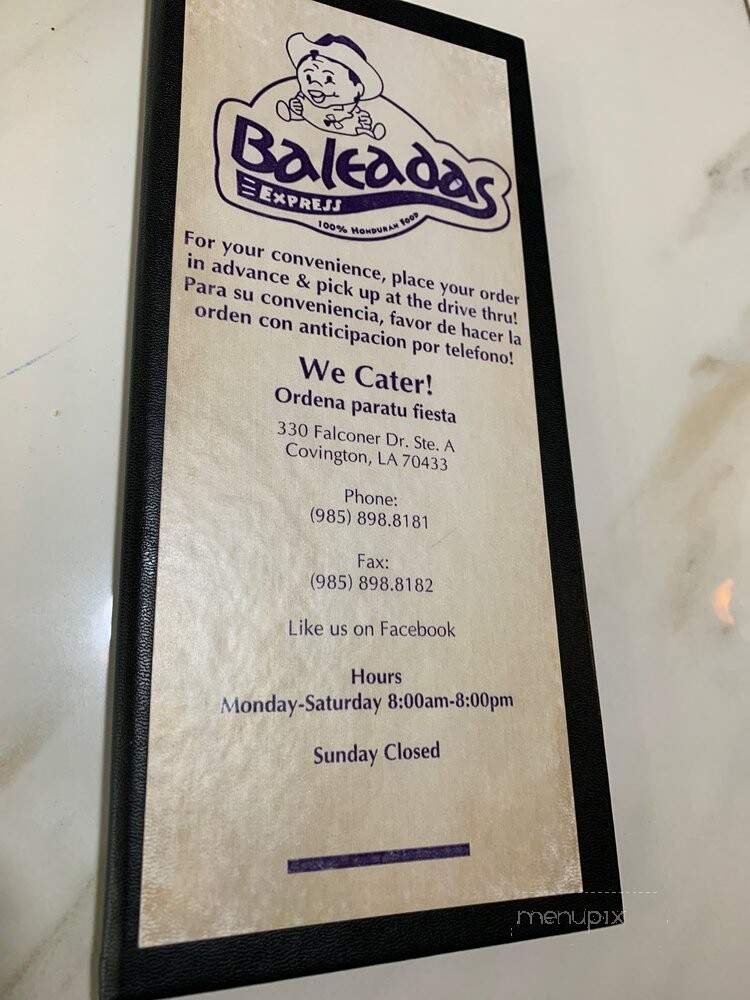 Baleadas
Express
100% Honduran Food
For your convenience, place your order
in advance & pick up at the drive thru!
Para su conveniencia, favor de hacer la
orden con anticipacion por telefono!
We Cater!
Ordena paratu fiesta
330 Falconer Dr. Ste. A
Covington, LA 70433
Phone:
(985) 898.8181
Fax:
(985) 898.8182
Like us on Facebook
Hours
Monday-Saturday 8:00am-8:00pm
Sunday Closed
menupix